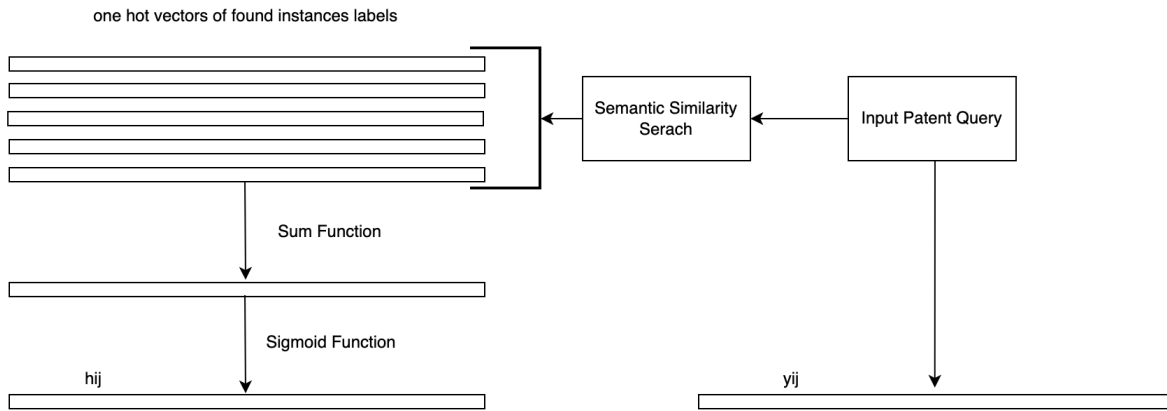 one hot vectors of found instances labels
Semantic Similarity
Serach
Input Patent Query
Sum Function
Sigmoid Function
hij
yij